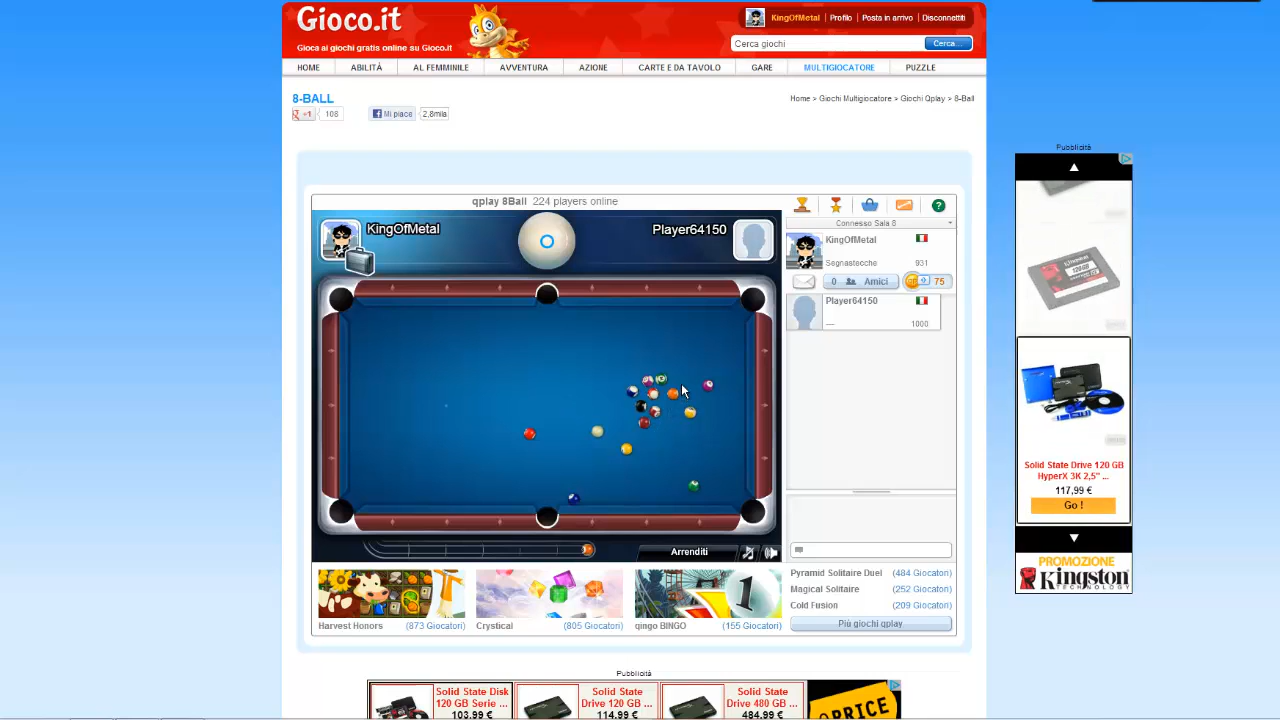 Gioco.it
Gioca ai giochi gratis online su Gioco.it
KingOfMetal | Profilo | Posta in arrivo | Disconnettiti
Cerca giochi
Cerca...
HOME
ABILITÀ
AL FEMMINILE
AVVENTURA
AZIONE
CARTE E DA TAVOLO
GARE
MULTIGIOCATORE
PUZZLE
8-BALL
Home > Giochi Multigiocatore > Giochi Qplay > 8-Ball
+1 108
Mi piace 2,8mila
Pubblicità
qplay 8Ball 224 players online
?
Connesso Sala 8
KingOfMetal
Player64150
KingOfMetal
Segnastecche 931
0 Amici
75
Player64150
--- 1000
Solid State Drive 120 GB
HyperX 3K 2,5" ...
117,99 €
Go !
PROMOZIONE
Kingston
TECHNOLOGY
Arrenditi
Harvest Honors (873 Giocatori)
Crystical (805 Giocatori)
1
qingo BINGO (155 Giocatori)
Pyramid Solitaire Duel (484 Giocatori)
Magical Solitaire (252 Giocatori)
Cold Fusion (209 Giocatori)
Più giochi qplay
Pubblicità
Solid State Disk
120 GB Serie ...
103,99 €
Solid State
Drive 120 GB ...
114,99 €
Solid State
Drive 480 GB ...
484,99 €
PRICE